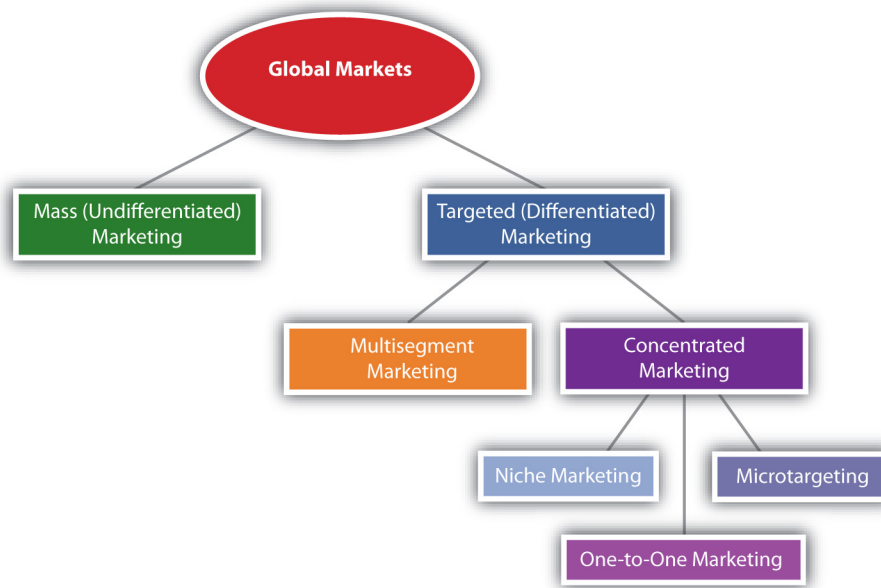 Global Markets
Mass (Undifferentiated)
Marketing
Targeted (Differentiated)
Marketing
Multisegment
Marketing
Concentrated
Marketing
Niche Marketing
Microtargeting
One-to-One Marketing